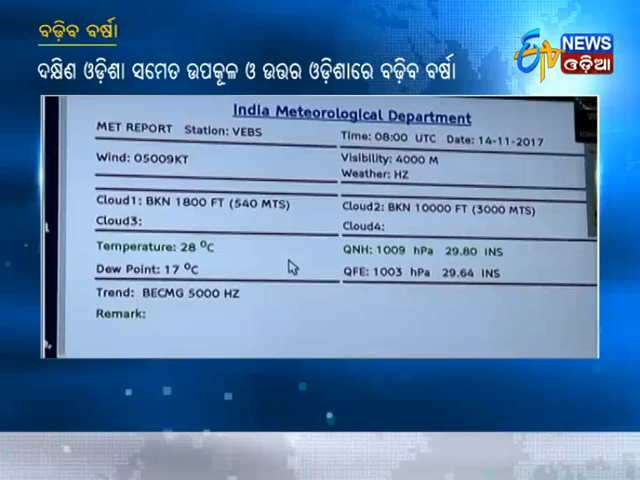 ବଢ଼ିବ ବର୍ଷା
ଦକ୍ଷିଣ ଓଡ଼ିଶା ସମେତ ଉପକୂଳ ଓ ଉତ୍ତର ଓଡ଼ିଶାରେ ବଢ଼ିବ ବର୍ଷା
ETV NEWS
ଓଡ଼ିଆ
India Meteorological Department
MET REPORT Station: VEBS Time: 08:00 UTC Date: 14-11-2017
Wind: 05009KT Visibility: 4000 M
Weather: HZ
Cloud1: BKN 1800 FT (540 MTS) Cloud2: BKN 10000 FT (3000 MTS)
Cloud3: Cloud4:
Temperature: 28 ⁰C QNH: 1009 hPa 29.80 INS
Dew Point: 17 ⁰C QFE: 1003 hPa 29.64 INS
Trend: BECMG 5000 HZ
Remark: